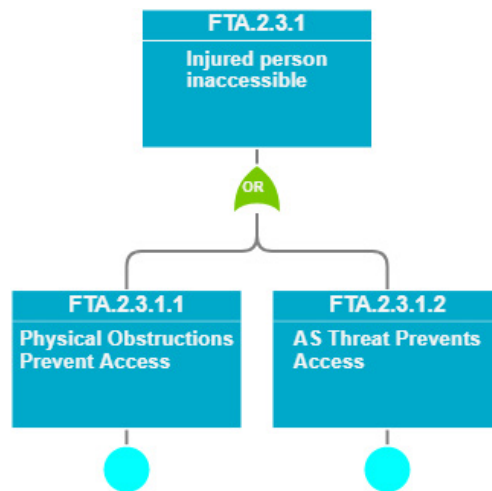 FTA.2.3.1
Injured person
inaccessible
OR
FTA.2.3.1.1
Physical Obstructions
Prevent Access
FTA.2.3.1.2
AS Threat Prevents
Access